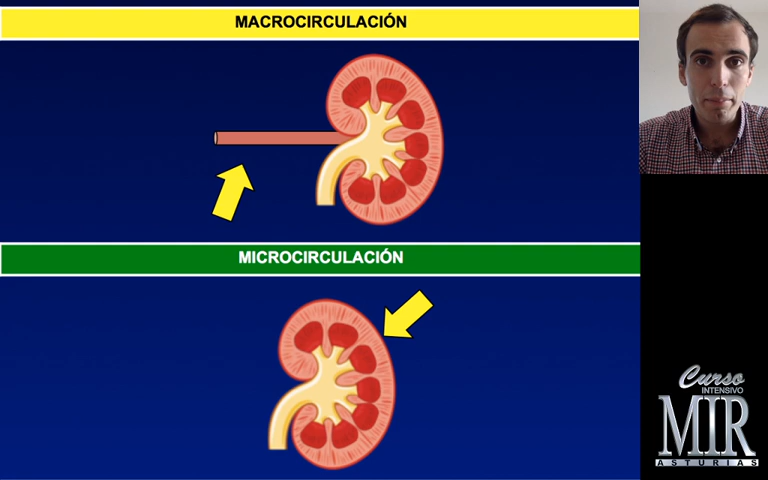 MACROCIRCULACIÓN
MICROCIRCULACIÓN
Curso
INTENSIVO
MIR
ASTURIAS